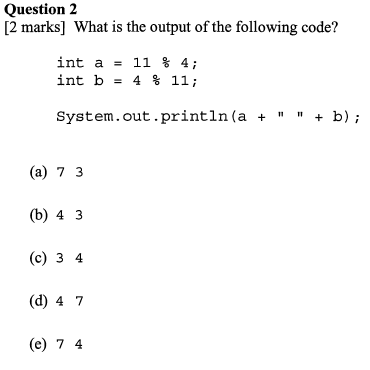 Question 2
[2 marks] What is the output of the following code?
int a = 11 % 4;
int b = 4 % 11;
System.out.println(a + " " + b);
(a) 7 3
(b) 4 3
(c) 3 4
(d) 4 7
(e) 7 4